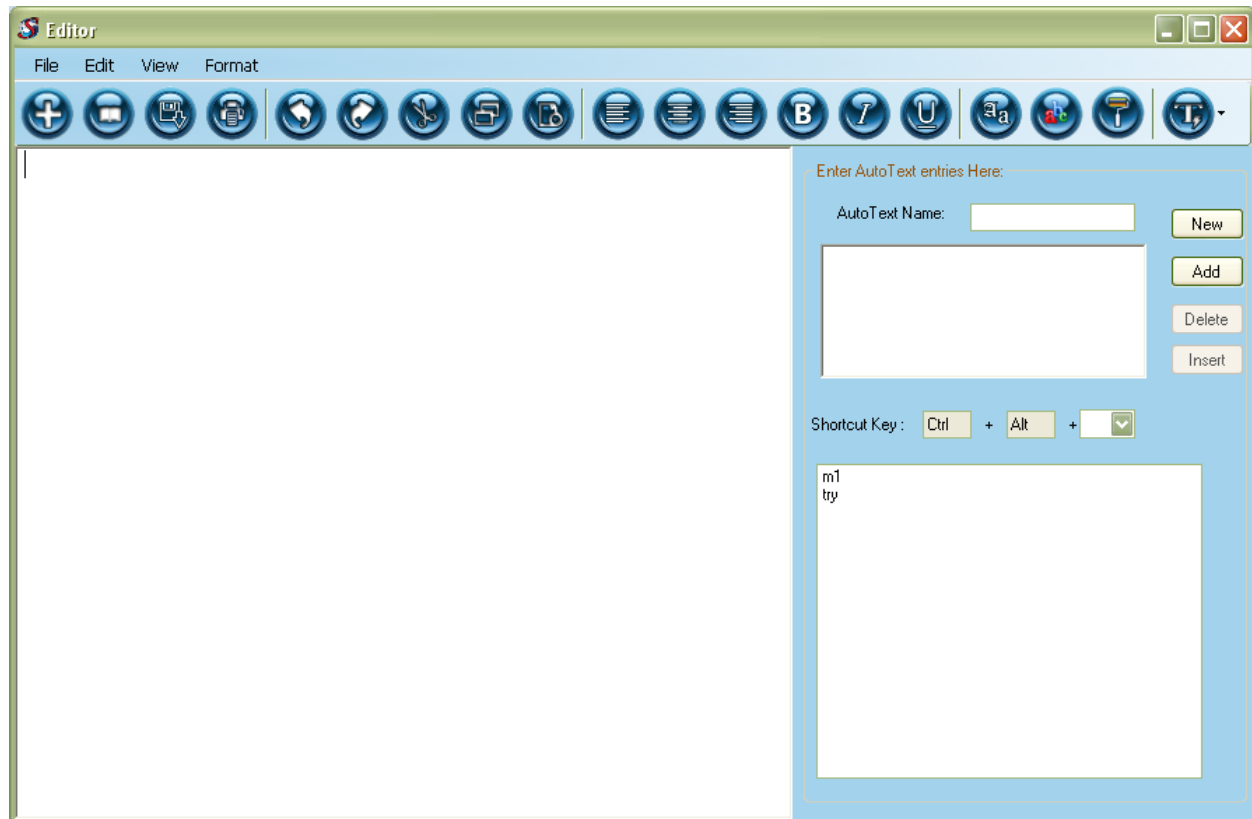 Editor
File Edit View Format
B I U a a abc T
Enter AutoText entries Here:
AutoText Name:
New
Add
Delete
Insert
Shortcut Key : Ctrl + Alt +
m1
try